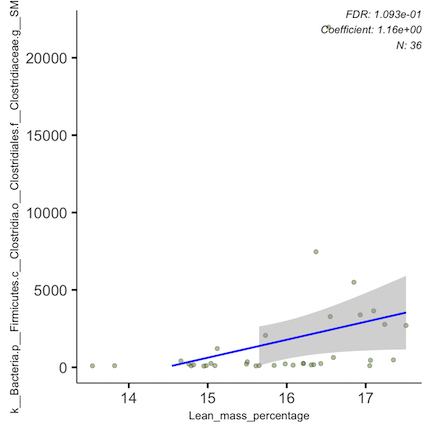 FDR: 1.093e-01
Coefficient: 1.16e+00
N: 36
k__Bacteria.p__Firmicutes.c__Clostridia.o__Clostridiales.f__Clostridiaceae.g__SM
20000
15000
10000
5000
0
14
15
16
17
Lean_mass_percentage